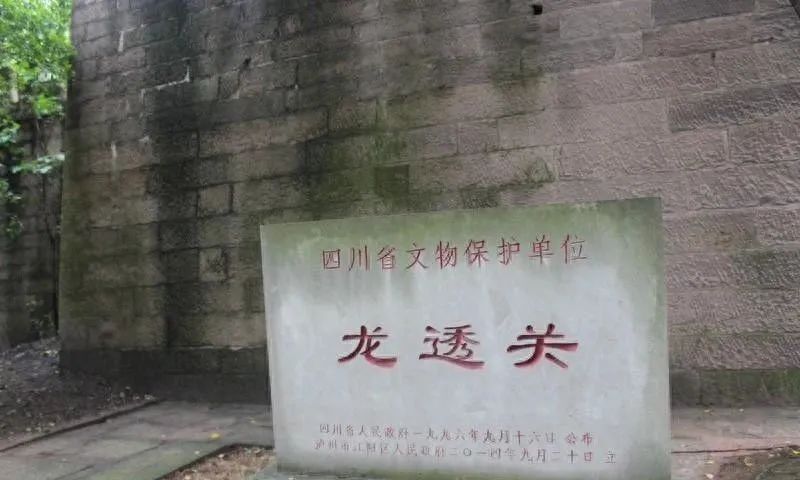 四川省文物保护单位
龙透关
四川省人民政府一九九六年九月十六日 公布
泸州市江阳区人民政府二〇一四年九月二十日 立